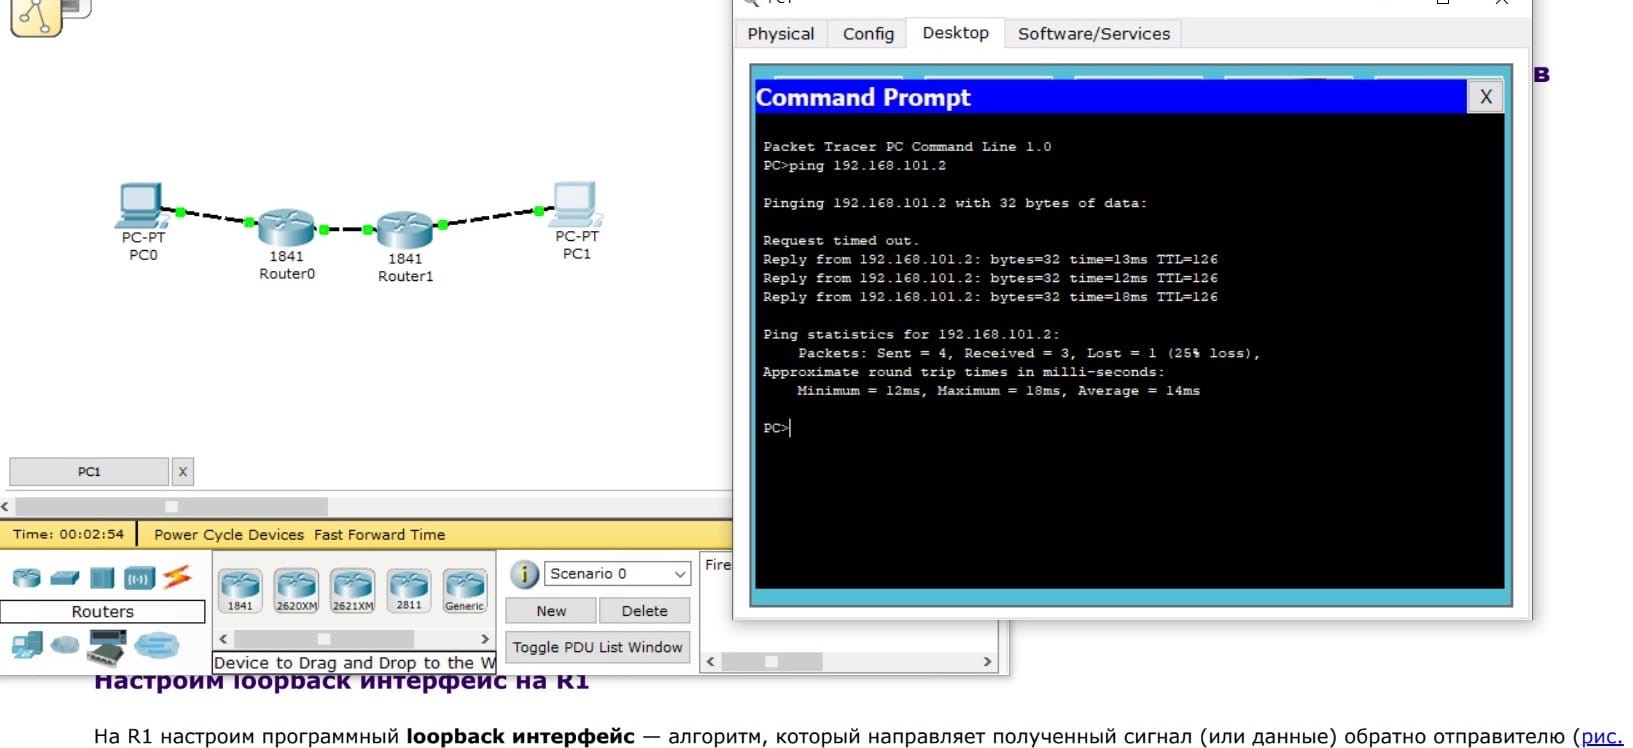 Physical
Config
Desktop
Software/Services
в
Command Prompt
X
Packet Tracer PC Command Line 1.0
PC>ping 192.168.101.2
Pinging 192.168.101.2 with 32 bytes of data:
Request timed out.
Reply from 192.168.101.2: bytes=32 time=13ms TTL=126
Reply from 192.168.101.2: bytes=32 time=12ms TTL=126
Reply from 192.168.101.2: bytes=32 time=18ms TTL=126
Ping statistics for 192.168.101.2:
Packets: Sent = 4, Received = 3, Lost = 1 (25% loss),
Approximate round trip times in milli-seconds:
Minimum = 12ms, Maximum = 18ms, Average = 14ms
PC>
PC-PT
PC0
1841
Router0
1841
Router1
PC-PT
PC1
PC1
X
Time: 00:02:54
Power Cycle Devices Fast Forward Time
Routers
1841
2620XM
2621XM
2811
Generic
Device to Drag and Drop to the W
i
Scenario 0
New
Delete
Toggle PDU List Window
Fire
Настроим loopback интерфейс на R1
На R1 настроим программный loopback интерфейс — алгоритм, который направляет полученный сигнал (или данные) обратно отправителю (рис.